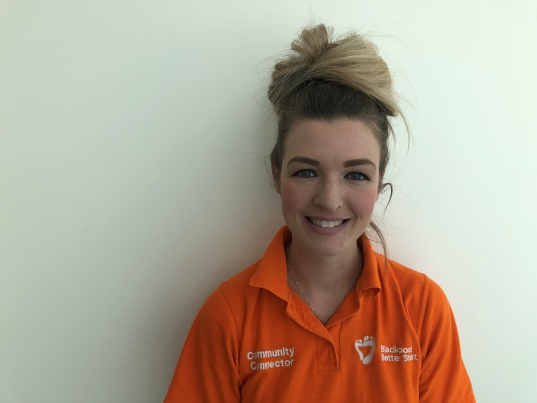 Community
Connector
Blackpool
Better Start